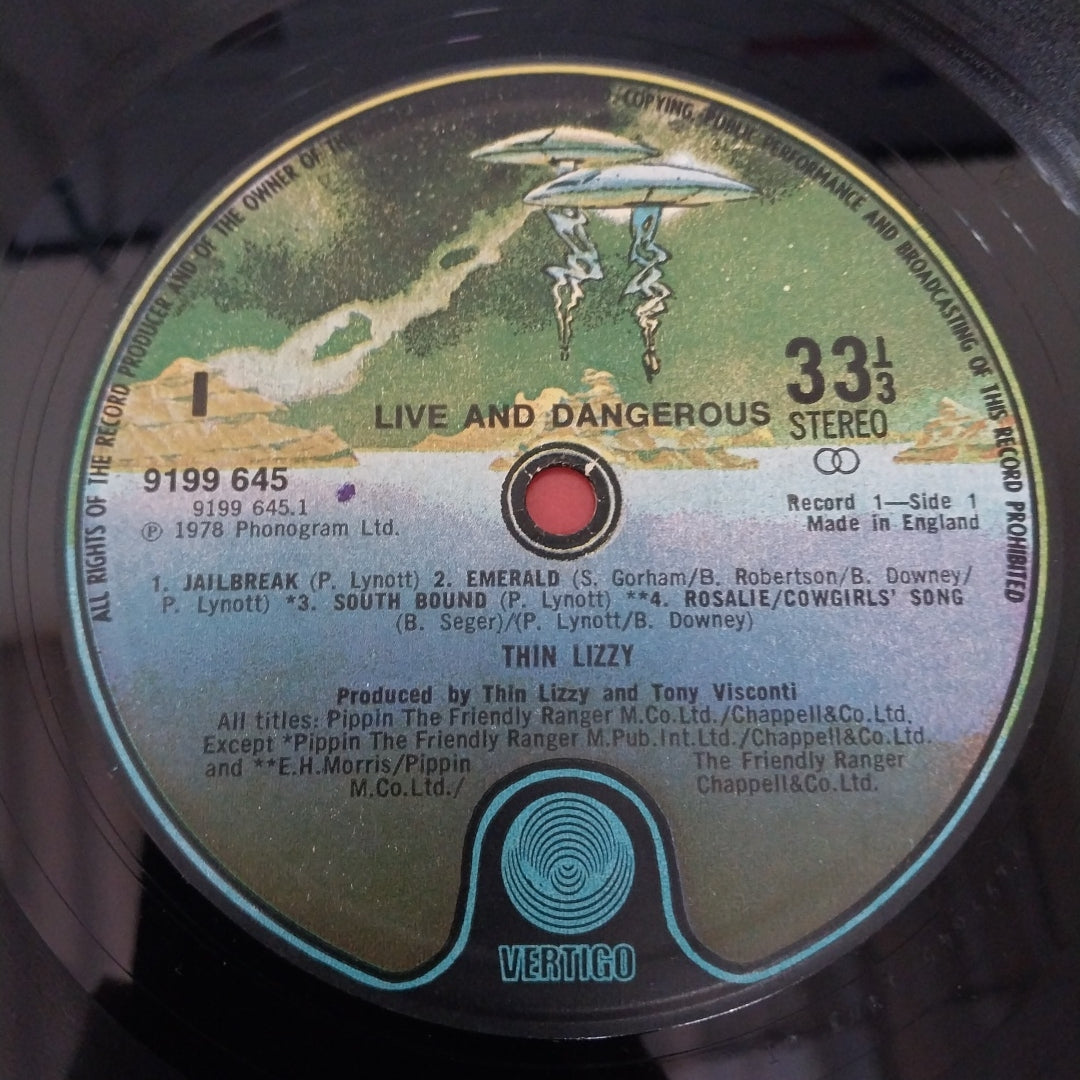 ALL RIGHTS OF THE RECORD PRODUCER AND OF THE OWNER OF THE
COPYING, PUBLIC PERFORMANCE AND BROADCASTING OF THIS RECORD PROHIBITED
I
LIVE AND DANGEROUS
33⅓
STEREO
9199 645
9199 645.1
Ⓟ 1978 Phonogram Ltd.
Record 1—Side 1
Made in England
1. JAILBREAK (P. Lynott) 2. EMERALD (S. Gorham/B. Robertson/B. Downey/
P. Lynott) *3. SOUTH BOUND (P. Lynott) **4. ROSALIE/COWGIRLS' SONG
(B. Seger)/(P. Lynott/B. Downey)
THIN LIZZY
Produced by Thin Lizzy and Tony Visconti
All titles: Pippin The Friendly Ranger M.Co.Ltd./Chappell&Co.Ltd.
Except *Pippin The Friendly Ranger M.Pub.Int.Ltd./Chappell&Co.Ltd.
and **E.H.Morris/Pippin The Friendly Ranger
M.Co.Ltd./ Chappell&Co.Ltd.
VERTIGO